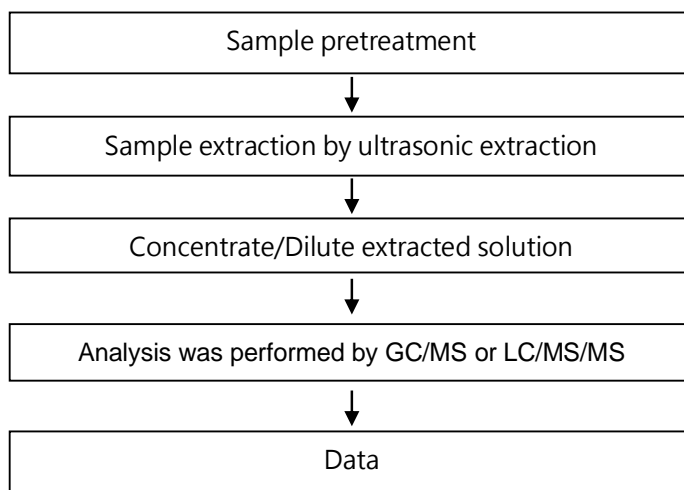 Sample pretreatment
Sample extraction by ultrasonic extraction
Concentrate/Dilute extracted solution
Analysis was performed by GC/MS or LC/MS/MS
Data